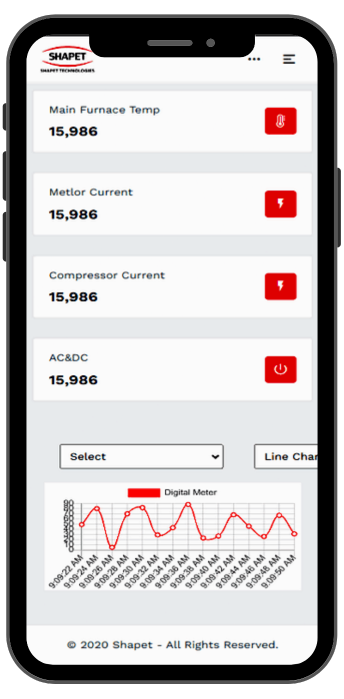 SHAPET
SHAPET TECHNOLOGIES
Main Furnace Temp
15,986
Metlor Current
15,986
Compressor Current
15,986
AC&DC
15,986
Select
Line Char
Digital Meter
90
80
70
60
50
40
30
20
10
0
9:09:22 AM
9:09:24 AM
9:09:26 AM
9:09:28 AM
9:09:30 AM
9:09:32 AM
9:09:34 AM
9:09:36 AM
9:09:38 AM
9:09:40 AM
9:09:42 AM
9:09:44 AM
9:09:46 AM
9:09:48 AM
9:09:50 AM
© 2020 Shapet - All Rights Reserved.